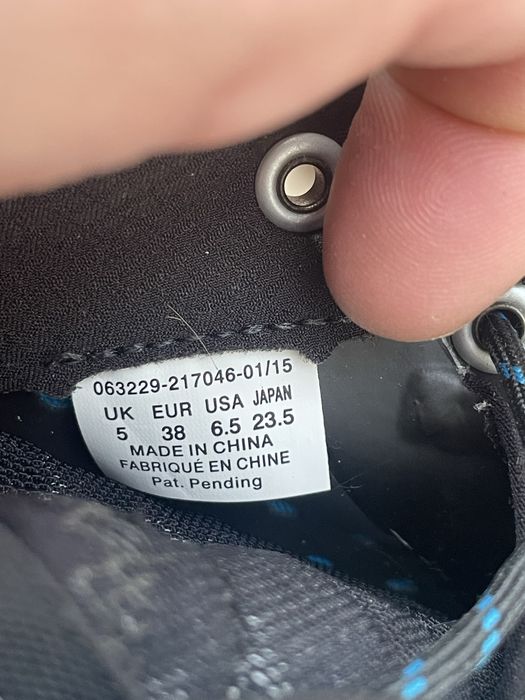 063229-217046-01/15
UK EUR USA JAPAN
5 38 6.5 23.5
MADE IN CHINA
FABRIQUÉ EN CHINE
Pat. Pending